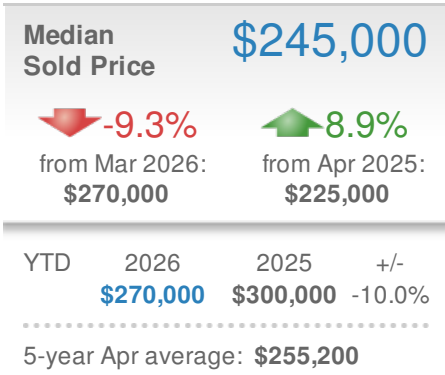 Median $245,000
Sold Price
-9.3% 8.9%
from Mar 2026: from Apr 2025:
$270,000 $225,000
YTD 2026 2025 +/-
$270,000 $300,000 -10.0%
5-year Apr average: $255,200